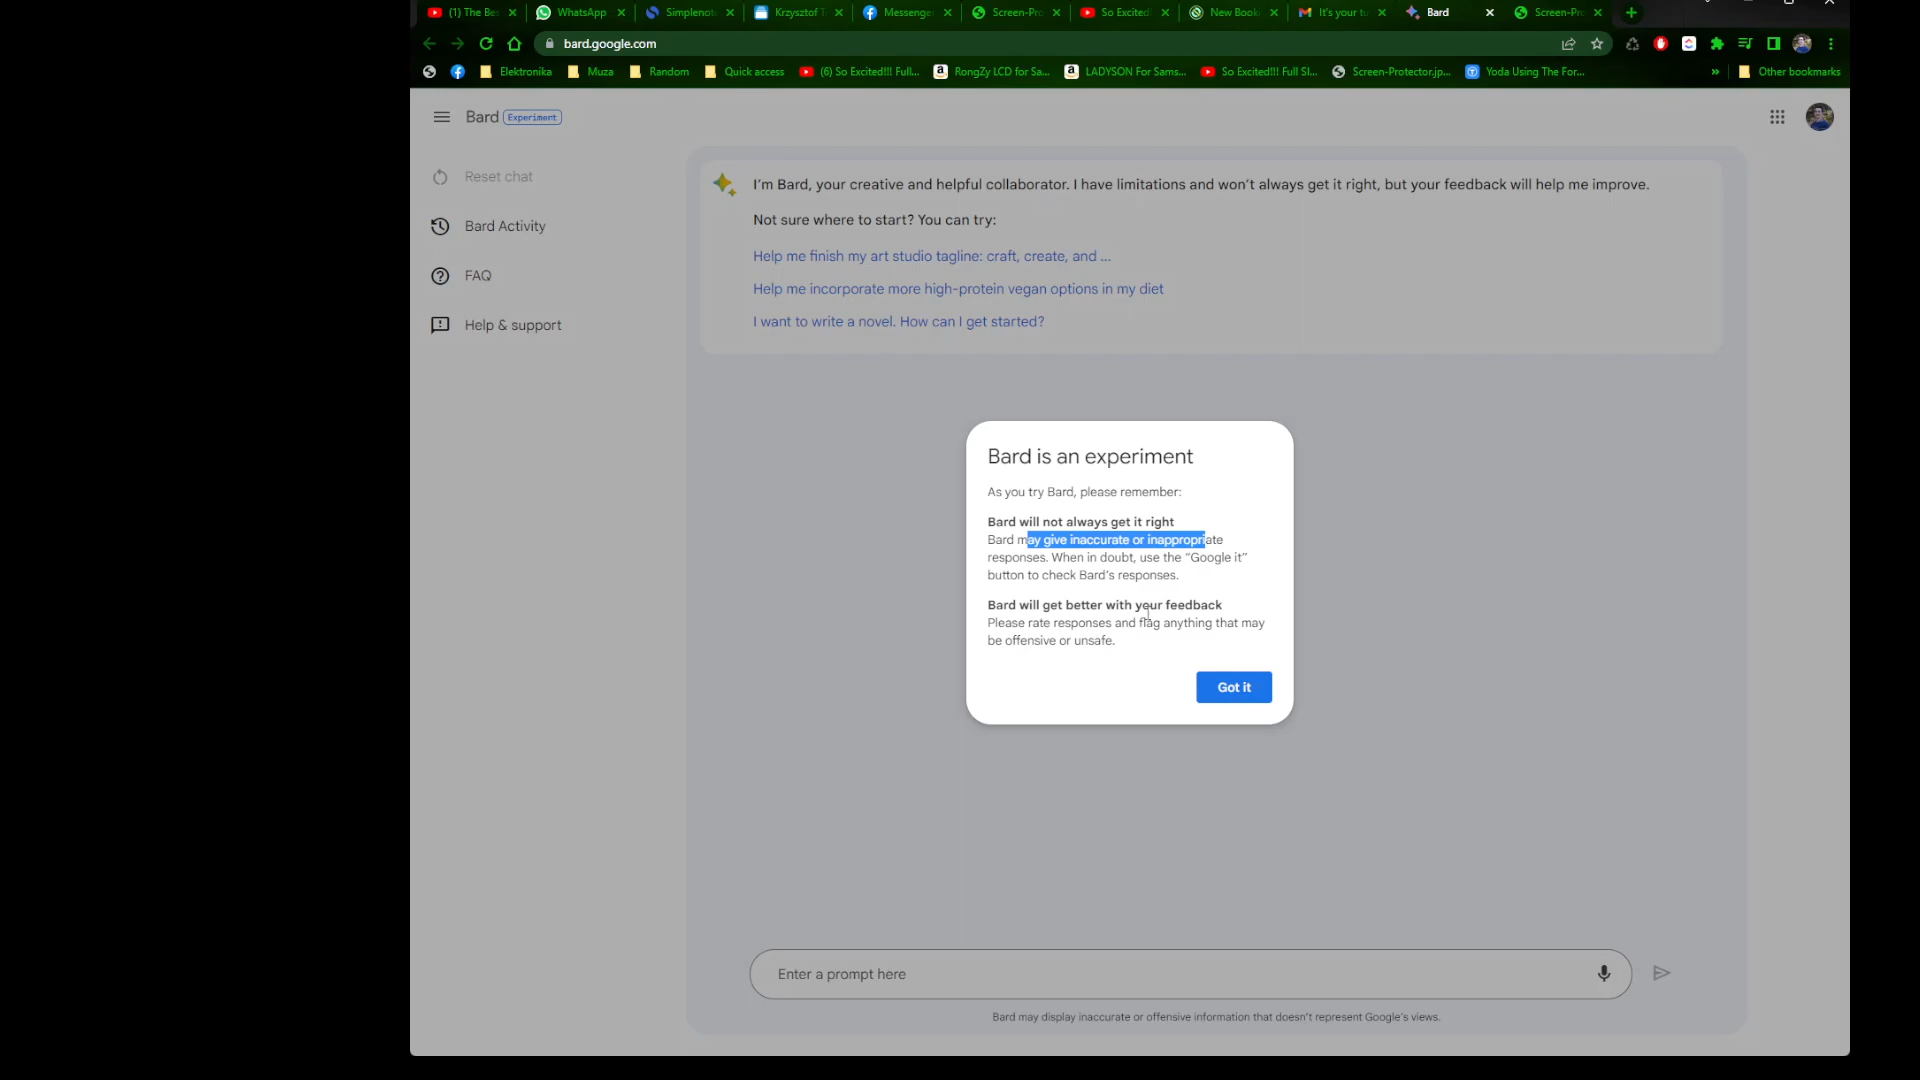 (1) The Bes
WhatsApp
Simplenot
Krzysztof T
Messenge
Screen-Pro
So Excited!
New Booki
It's your tu
Bard
Screen-Pro
bard.google.com
Elektronika
Muza
Random
Quick access
(6) So Excited!!! Full...
RongZy LCD for Sa...
LADYSON For Sams...
So Excited!!! Full Sl...
Screen-Protector.jp...
Yoda Using The For...
»
Other bookmarks
Bard Experiment
Reset chat
Bard Activity
FAQ
Help & support
I'm Bard, your creative and helpful collaborator. I have limitations and won't always get it right, but your feedback will help me improve.
Not sure where to start? You can try:
Help me finish my art studio tagline: craft, create, and ...
Help me incorporate more high-protein vegan options in my diet
I want to write a novel. How can I get started?
Bard is an experiment
As you try Bard, please remember:
Bard will not always get it right
Bard may give inaccurate or inappropriate
responses. When in doubt, use the “Google it”
button to check Bard's responses.
Bard will get better with your feedback
Please rate responses and flag anything that may
be offensive or unsafe.
Got it
Enter a prompt here
Bard may display inaccurate or offensive information that doesn't represent Google's views.